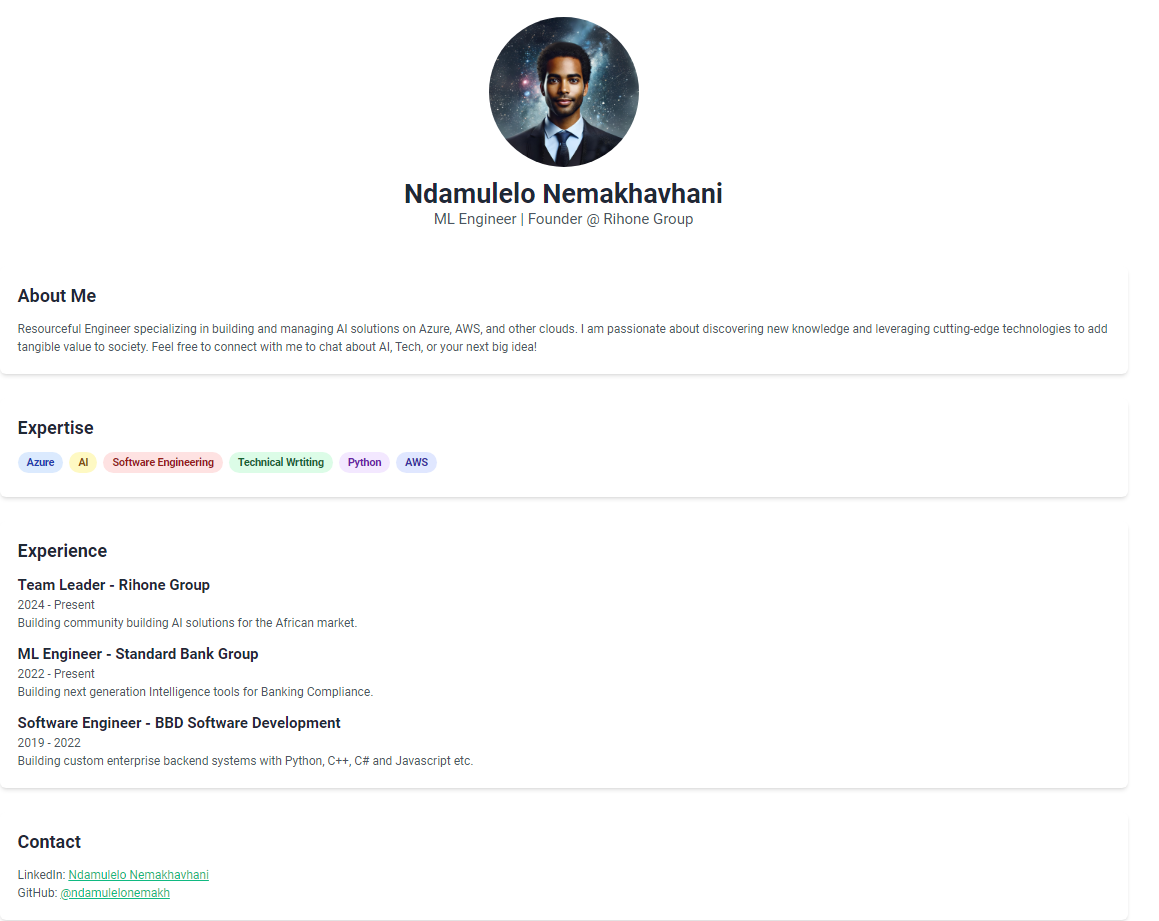 Ndamulelo Nemakhavhani
ML Engineer | Founder @ Rihone Group
About Me
Resourceful Engineer specializing in building and managing AI solutions on Azure, AWS, and other clouds. I am passionate about discovering new knowledge and leveraging cutting-edge technologies to add
tangible value to society. Feel free to connect with me to chat about AI, Tech, or your next big idea!
Expertise
Azure AI Software Engineering Technical Wrtiting Python AWS
Experience
Team Leader - Rihone Group
2024 - Present
Building community building AI solutions for the African market.
ML Engineer - Standard Bank Group
2022 - Present
Building next generation Intelligence tools for Banking Compliance.
Software Engineer - BBD Software Development
2019 - 2022
Building custom enterprise backend systems with Python, C++, C# and Javascript etc.
Contact
LinkedIn: Ndamulelo Nemakhavhani
GitHub: @ndamulelonemakh